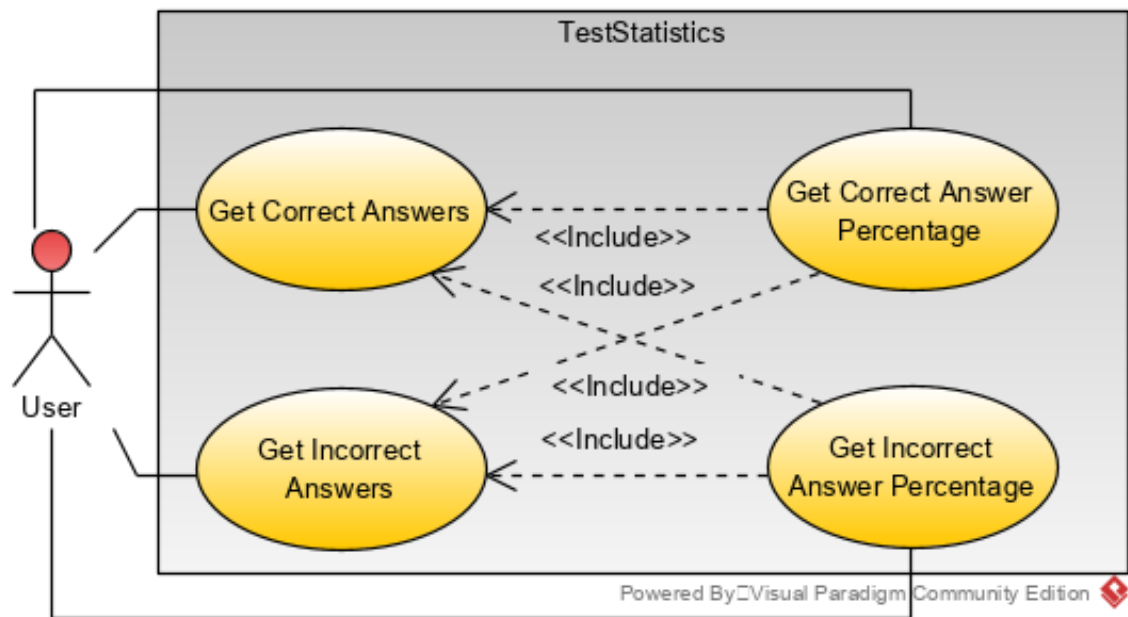 TestStatistics
Get Correct Answers
Get Correct Answer
Percentage
<<Include>>
<<Include>>
<<Include>>
<<Include>>
User
Get Incorrect
Answers
Get Incorrect
Answer Percentage
Powered By□Visual Paradigm Community Edition